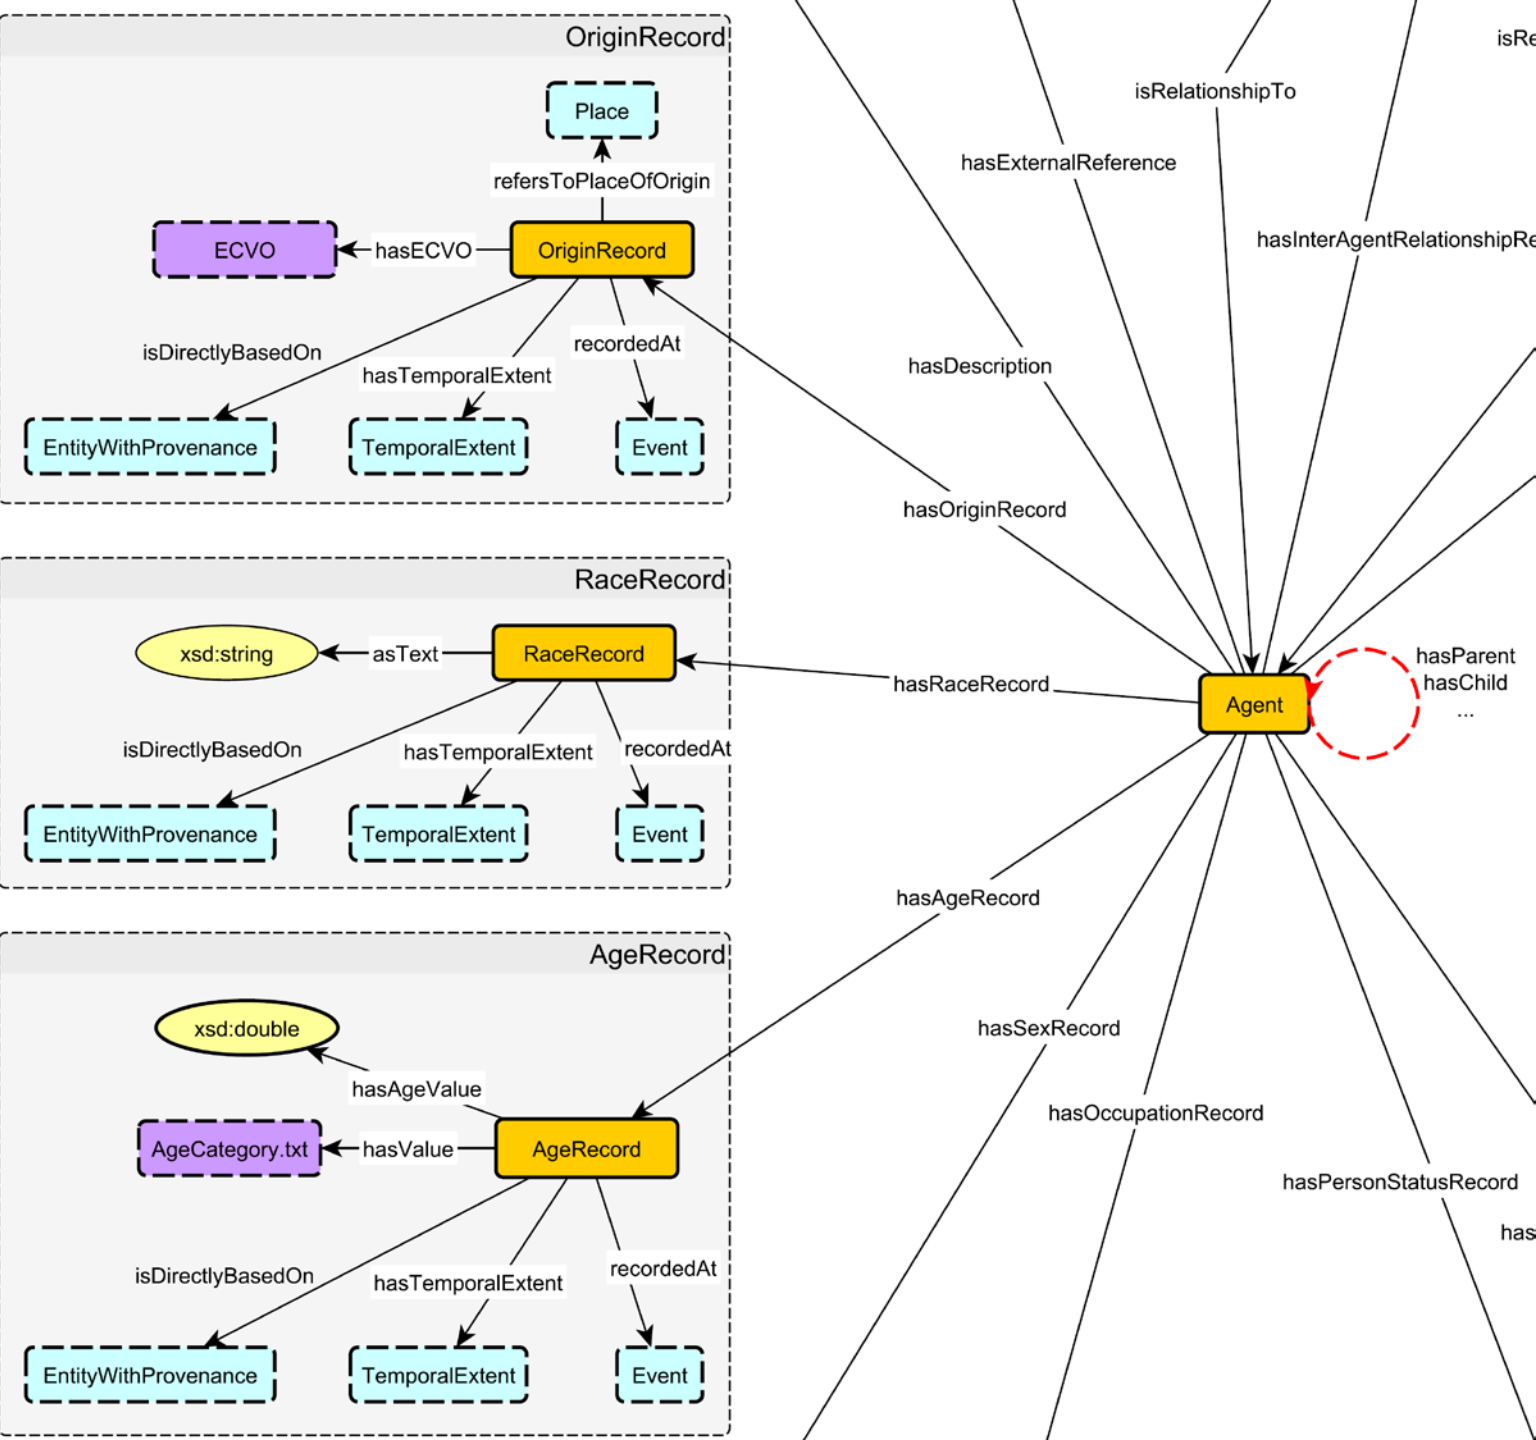 OriginRecord
Place
refersToPlaceOfOrigin
ECVO
hasECVO
OriginRecord
isDirectlyBasedOn
hasTemporalExtent
recordedAt
EntityWithProvenance
TemporalExtent
Event
RaceRecord
xsd:string
asText
RaceRecord
isDirectlyBasedOn
hasTemporalExtent
recordedAt
EntityWithProvenance
TemporalExtent
Event
AgeRecord
xsd:double
hasAgeValue
AgeCategory.txt
hasValue
AgeRecord
isDirectlyBasedOn
hasTemporalExtent
recordedAt
EntityWithProvenance
TemporalExtent
Event
isRe
isRelationshipTo
hasExternalReference
hasInterAgentRelationshipRe
hasDescription
hasOriginRecord
hasRaceRecord
Agent
hasParent
hasChild
...
hasAgeRecord
hasSexRecord
hasOccupationRecord
hasPersonStatusRecord
has